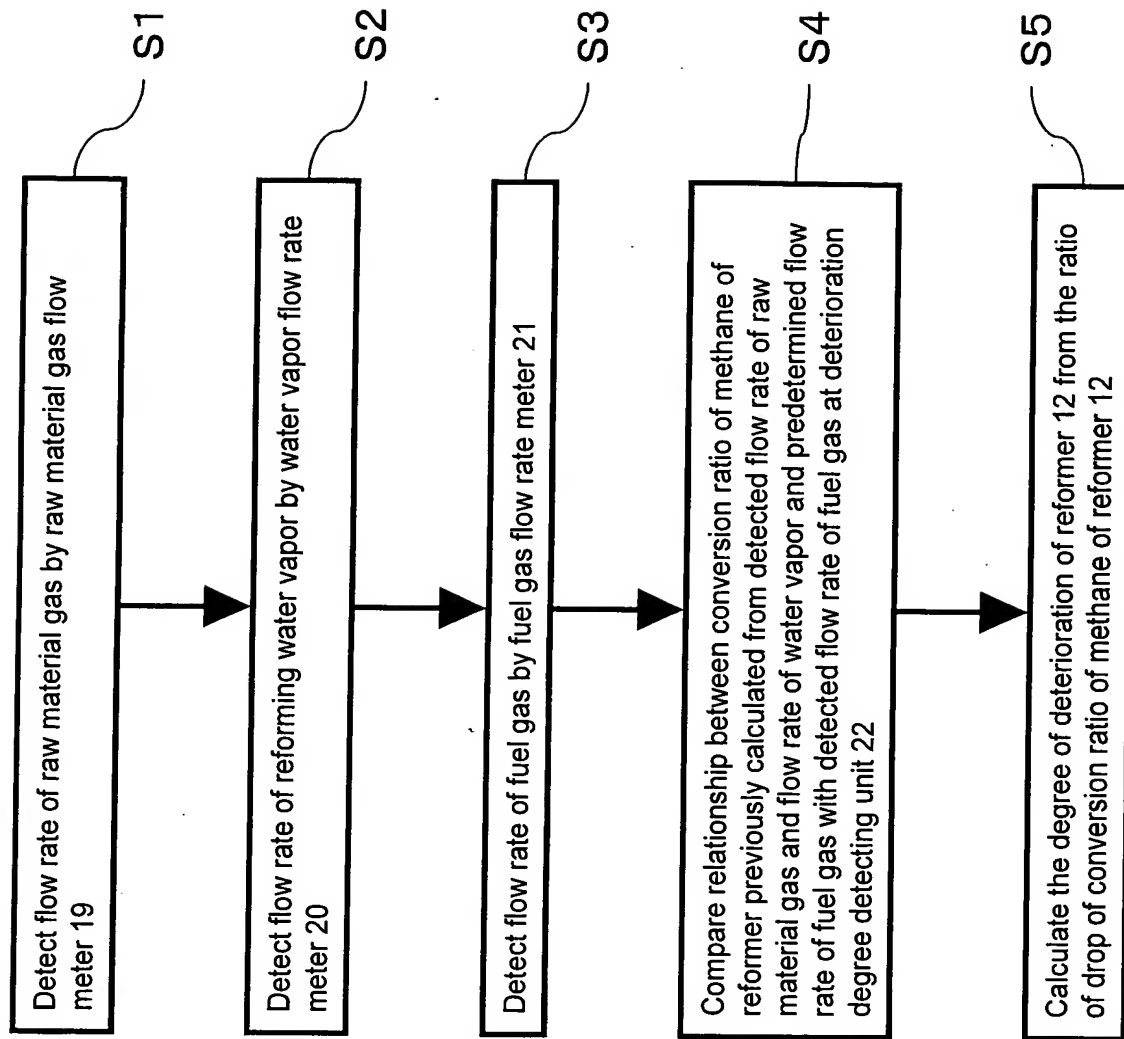 Detect flow rate of raw material gas by raw material gas flow
meter 19
S1
Detect flow rate of reforming water vapor by water vapor flow rate
meter 20
S2
Detect flow rate of fuel gas by fuel gas flow rate meter 21
S3
Compare relationship between conversion ratio of methane of
reformer previously calculated from detected flow rate of raw
material gas and flow rate of water vapor and predetermined flow
rate of fuel gas with detected flow rate of fuel gas at deterioration
degree detecting unit 22
S4
Calculate the degree of deterioration of reformer 12 from the ratio
of drop of conversion ratio of methane of reformer 12
S5